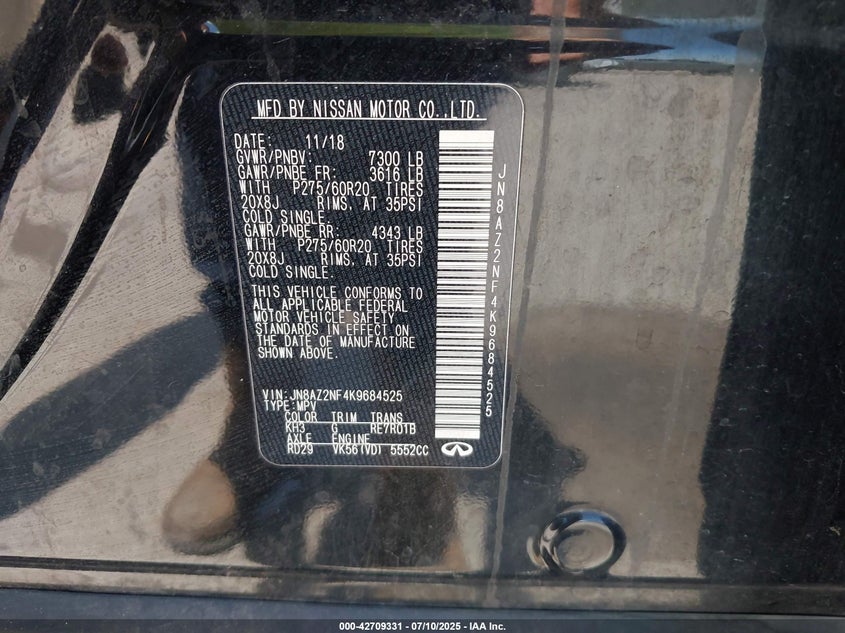 MFD BY NISSAN MOTOR CO.,LTD.
DATE: 11/18
GVWR/PNBV: 7300 LB
GAWR/PNBE FR: 3616 LB
WITH P275/60R20 TIRES
20X8J RIMS, AT 35PSI
COLD SINGLE.
GAWR/PNBE RR: 4343 LB
WITH P275/60R20 TIRES
20X8J RIMS, AT 35PSI
COLD SINGLE.
THIS VEHICLE CONFORMS TO
ALL APPLICABLE FEDERAL
MOTOR VEHICLE SAFETY
STANDARDS IN EFFECT ON
THE DATE OF MANUFACTURE
SHOWN ABOVE.
VIN:JN8AZ2NF4K9684525
TYPE:MPV
COLOR TRIM TRANS
KH3 G RE7R01B
AXLE ENGINE
RD29 VK56(VD) 5552CC
JN8AZ2NF4K9684525
000-42709331 - 07/10/2025 - IAA Inc.